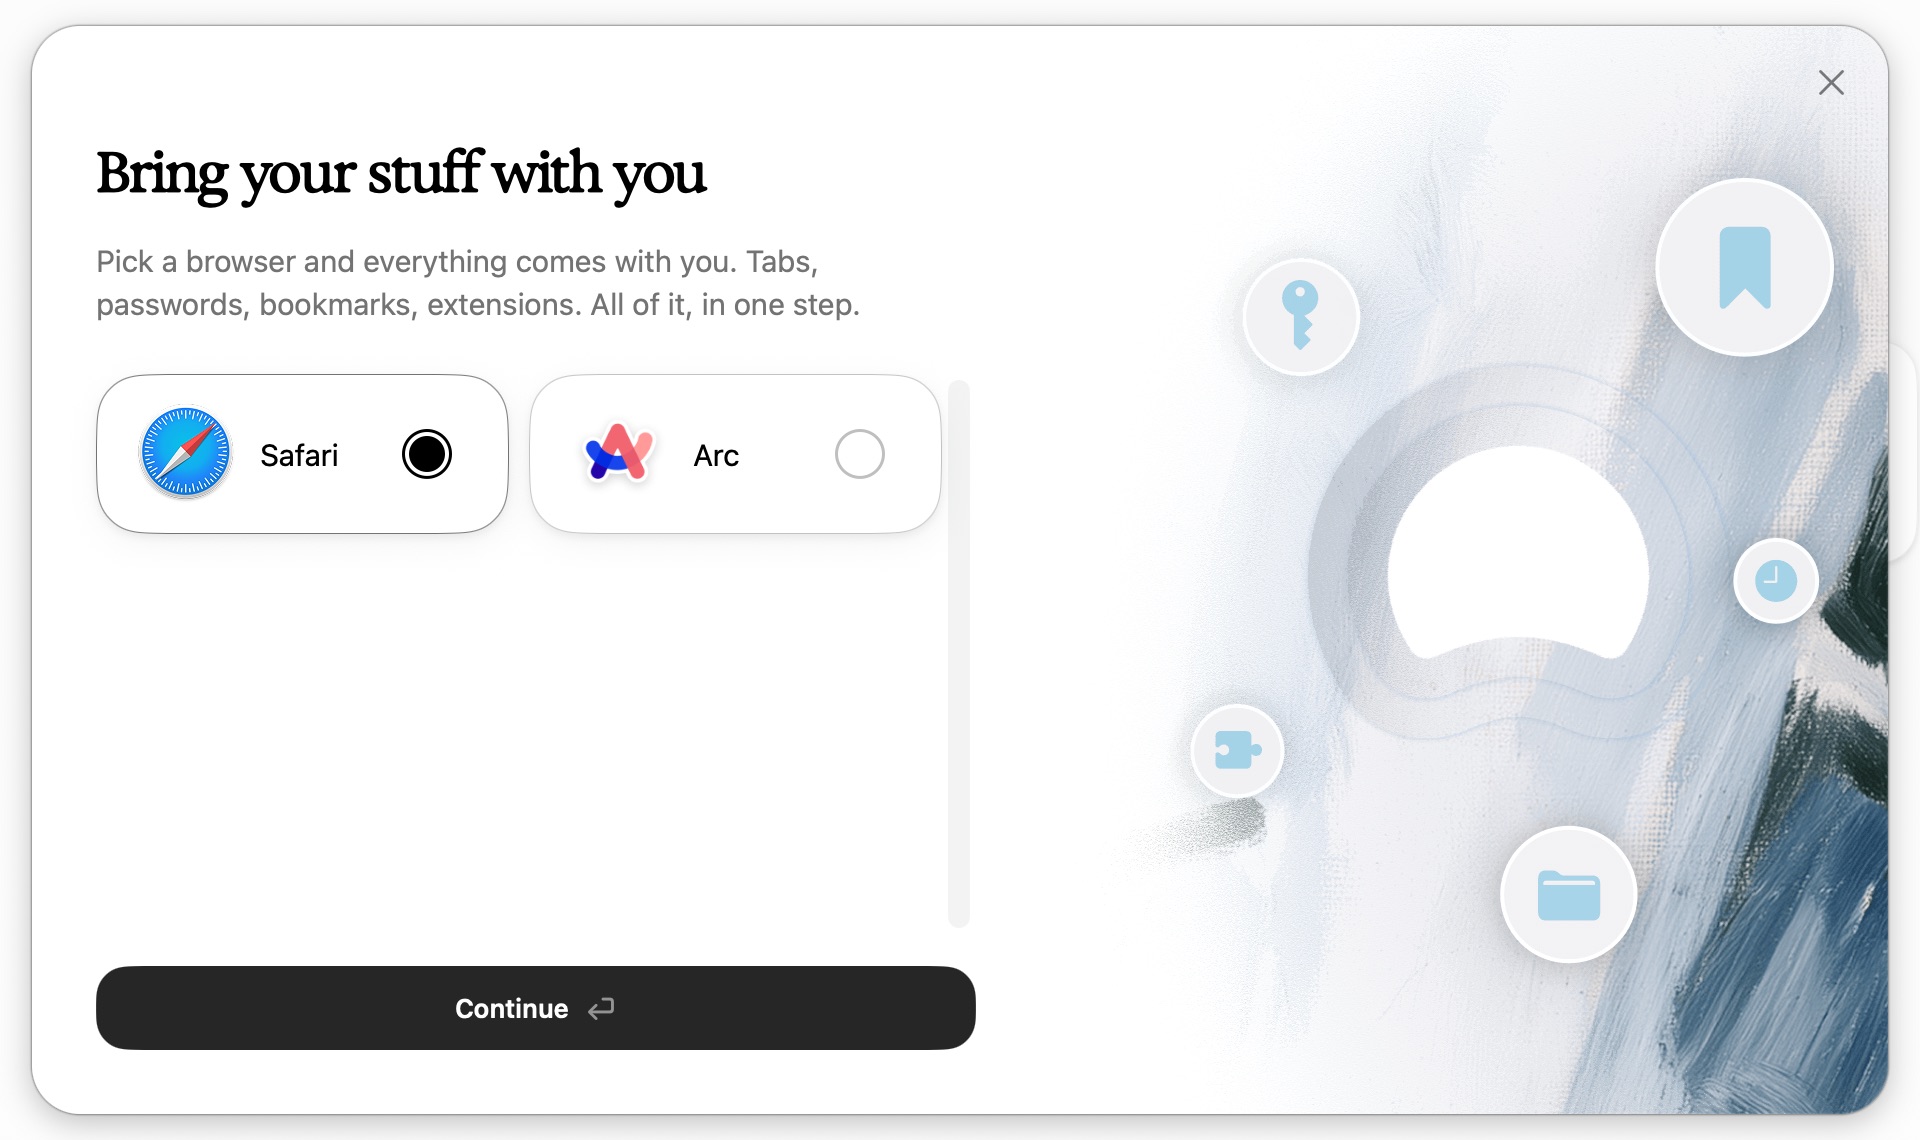 Bring your stuff with you
Pick a browser and everything comes with you. Tabs,
passwords, bookmarks, extensions. All of it, in one step.
Safari
Arc
Continue